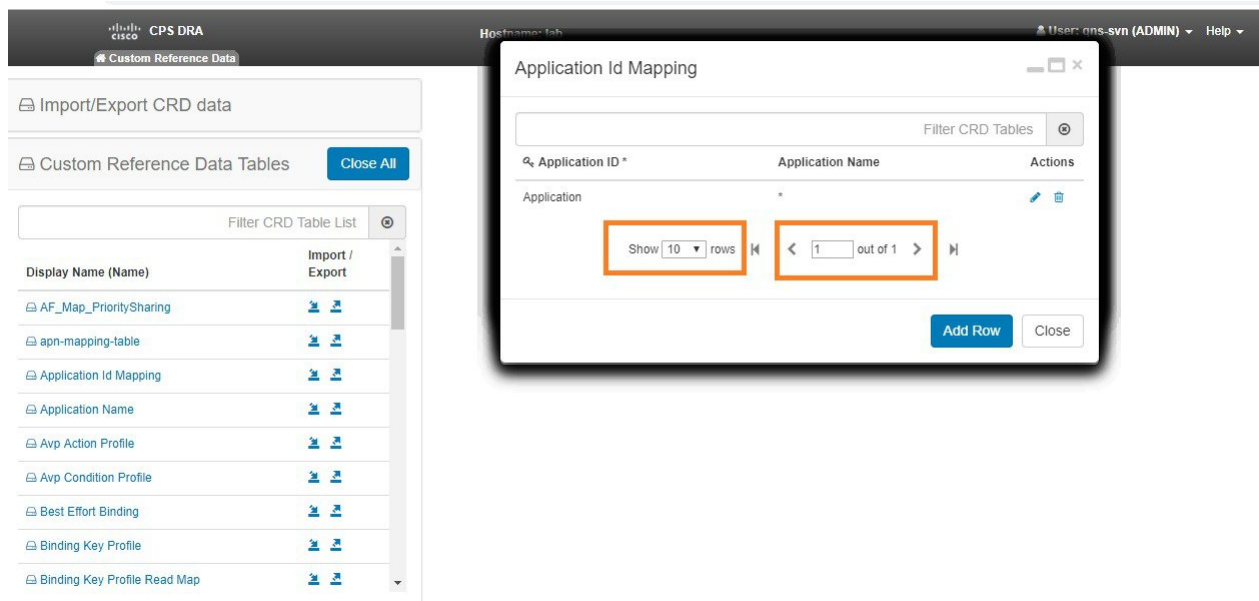 cisco CPS DRA
Custom Reference Data
Hostname: lab
User: qns-svn (ADMIN) Help
Import/Export CRD data
Custom Reference Data Tables Close All
Filter CRD Table List
Display Name (Name) Import / Export
AF_Map_PrioritySharing
apn-mapping-table
Application Id Mapping
Application Name
Avp Action Profile
Avp Condition Profile
Best Effort Binding
Binding Key Profile
Binding Key Profile Read Map
Application Id Mapping
Filter CRD Tables
Application ID * Application Name Actions
Application *
Show 10 rows 1 out of 1
Add Row Close